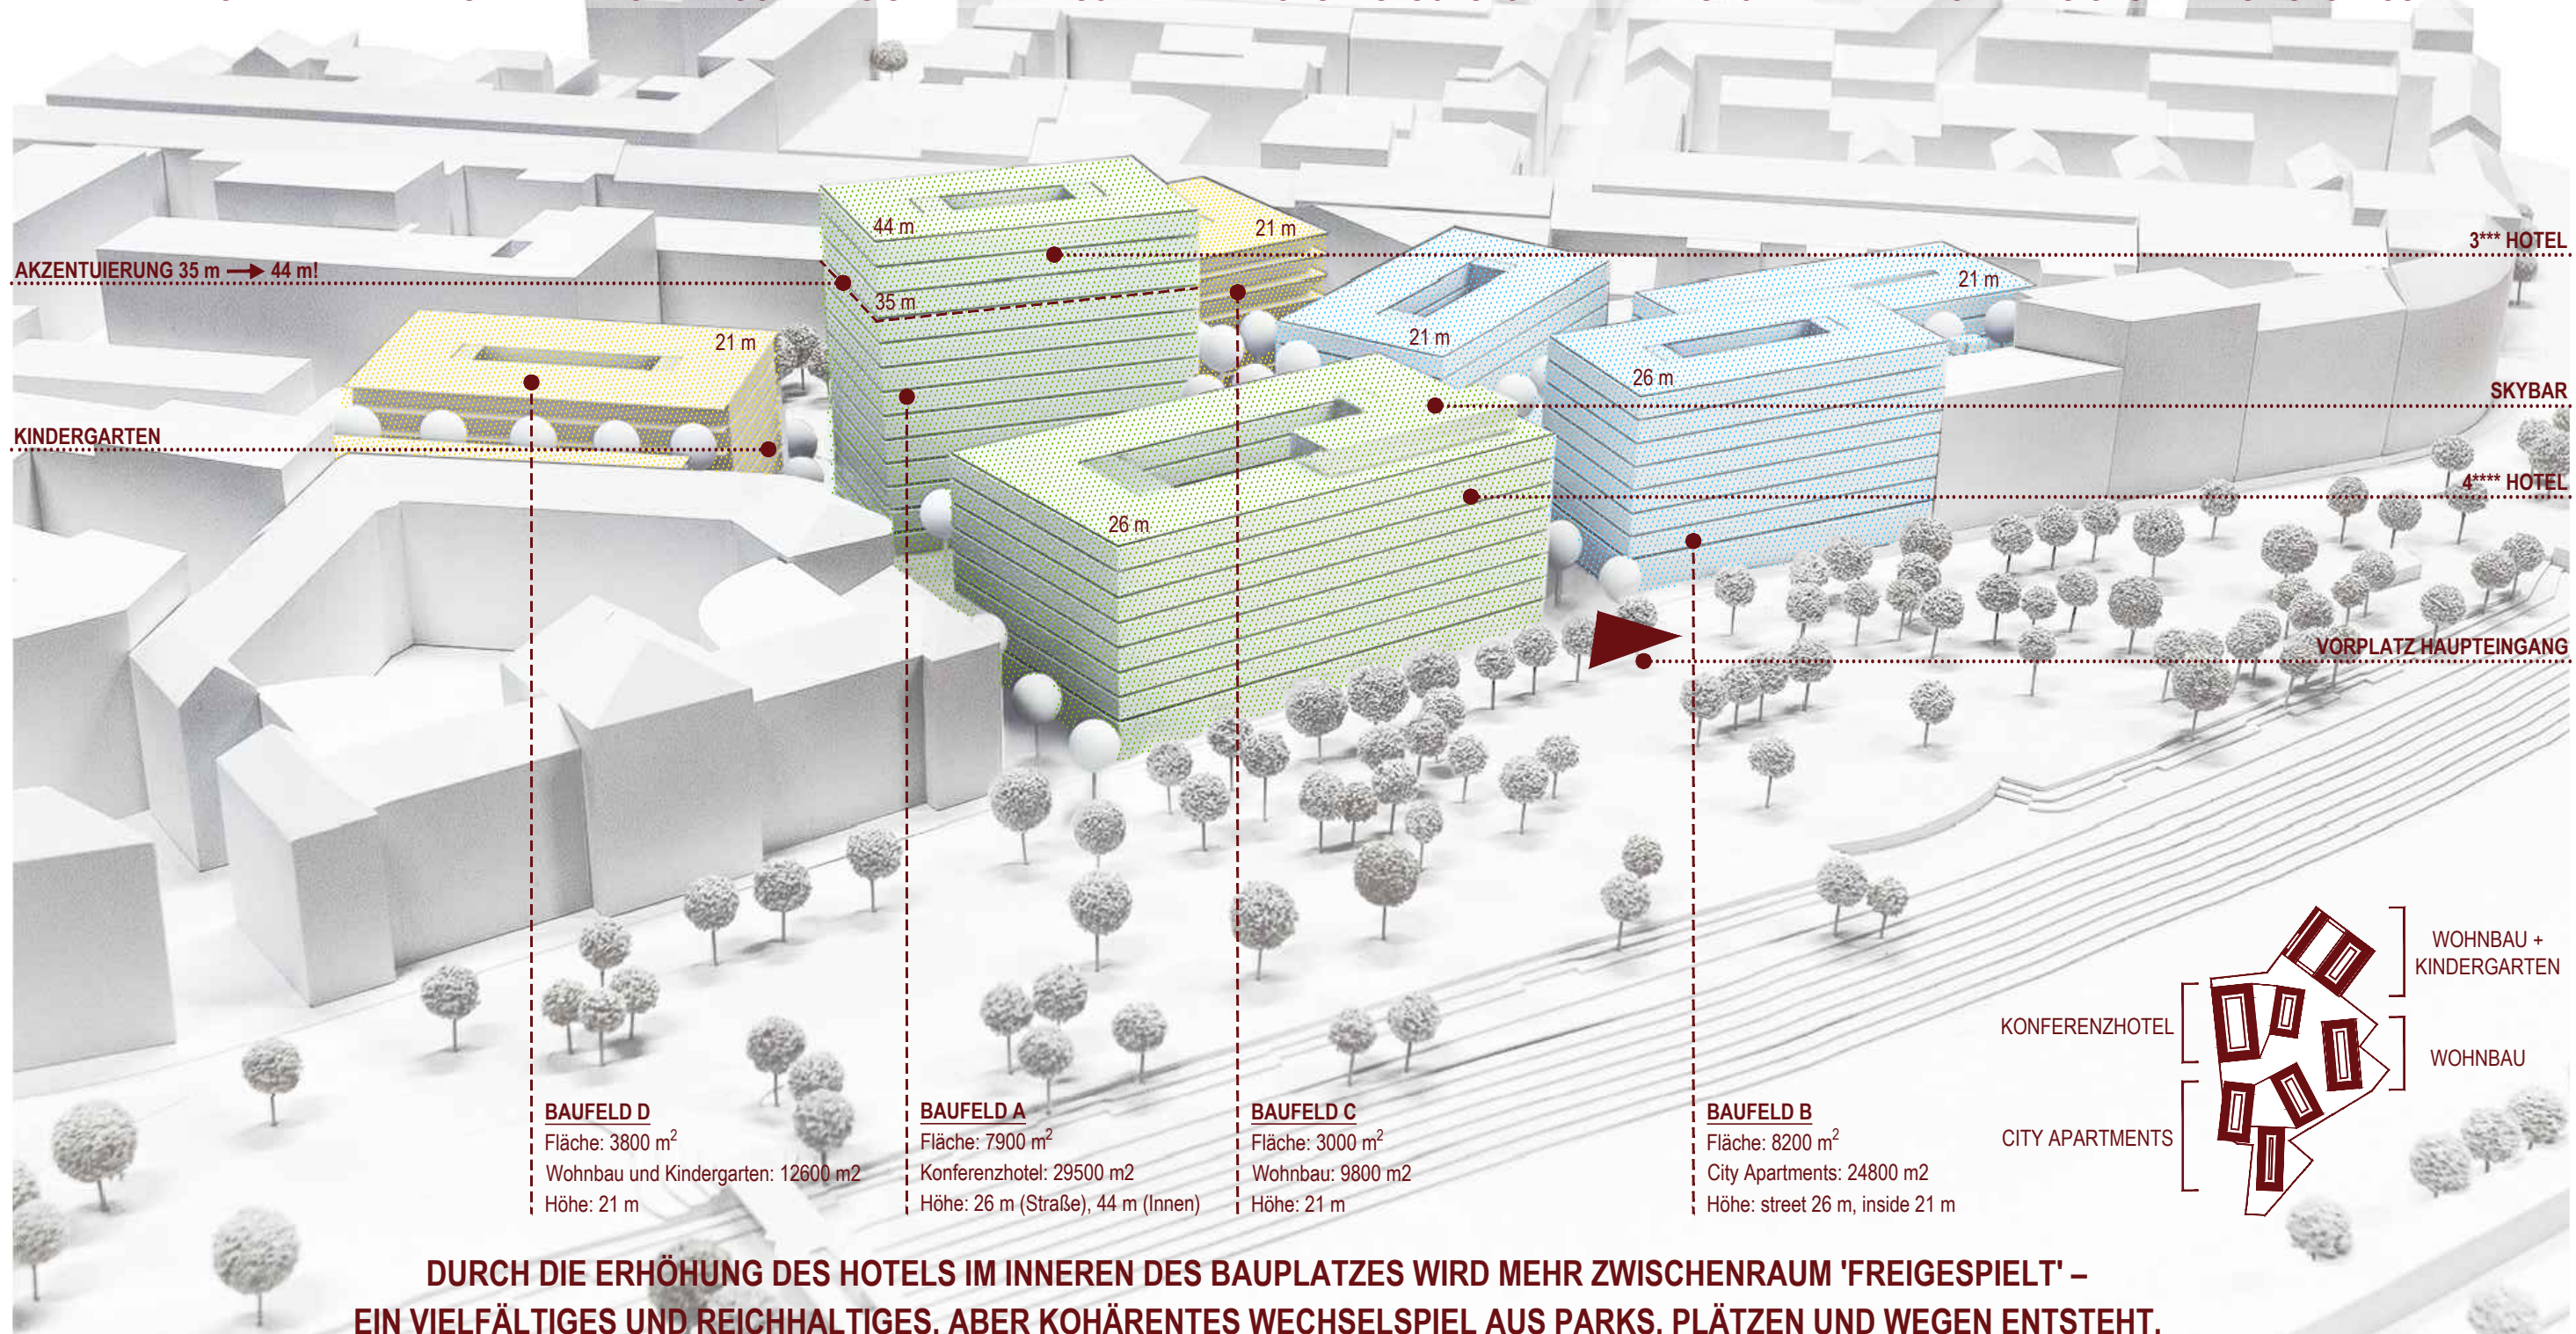 44 m
21 m
3*** HOTEL
AKZENTUIERUNG 35 m → 44 m!
35 m
21 m
21 m
21 m
26 m
SKYBAR
KINDERGARTEN
4**** HOTEL
26 m
VORPLATZ HAUPTEINGANG
WOHNBAU +
KINDERGARTEN
KONFERENZHOTEL
WOHNBAU
CITY APARTMENTS
BAUFELD D
Fläche: 3800 m²
Wohnbau und Kindergarten: 12600 m2
Höhe: 21 m
BAUFELD A
Fläche: 7900 m²
Konferenzhotel: 29500 m2
Höhe: 26 m (Straße), 44 m (Innen)
BAUFELD C
Fläche: 3000 m²
Wohnbau: 9800 m2
Höhe: 21 m
BAUFELD B
Fläche: 8200 m²
City Apartments: 24800 m2
Höhe: street 26 m, inside 21 m
DURCH DIE ERHÖHUNG DES HOTELS IM INNEREN DES BAUPLATZES WIRD MEHR ZWISCHENRAUM 'FREIGESPIELT' –
EIN VIELFÄLTIGES UND REICHHALTIGES, ABER KOHÄRENTES WECHSELSPIEL AUS PARKS, PLÄTZEN UND WEGEN ENTSTEHT.